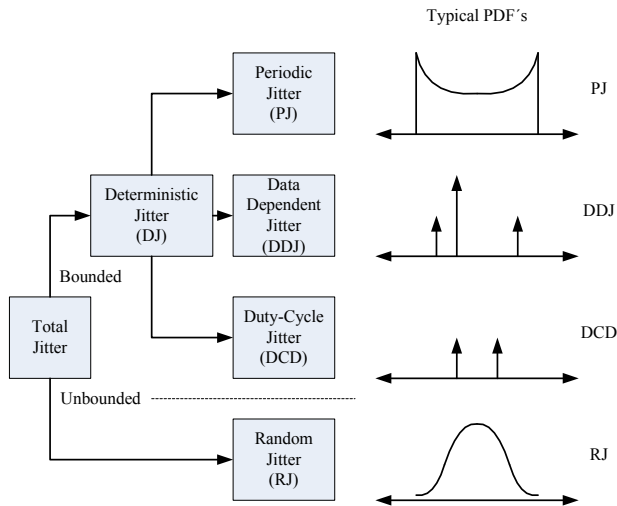 Typical PDF´s
Periodic
Jitter
(PJ)
PJ
Deterministic
Jitter
(DJ)
Data
Dependent
Jitter
(DDJ)
DDJ
Bounded
Total
Jitter
Duty-Cycle
Jitter
(DCD)
DCD
Unbounded
Random
Jitter
(RJ)
RJ